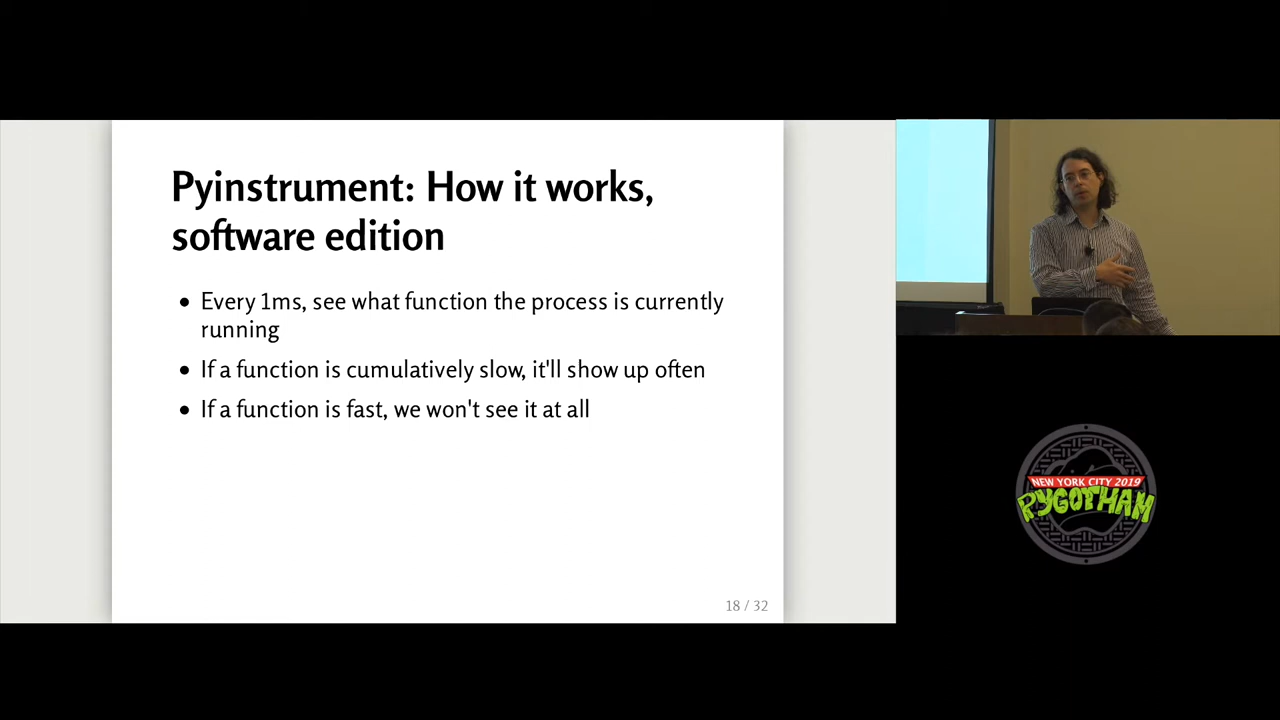 Pyinstrument: How it works,
software edition
• Every 1ms, see what function the process is currently
running
• If a function is cumulatively slow, it'll show up often
• If a function is fast, we won't see it at all
18 / 32
NEW YORK CITY 2019
PYGOTHAM